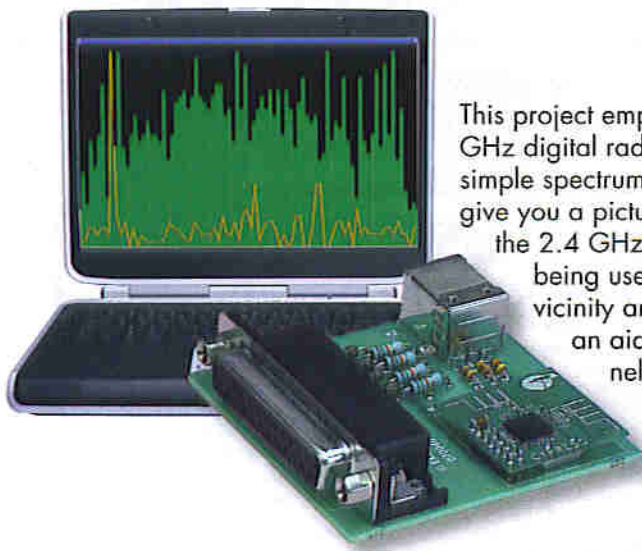 This project emp
GHz digital rad
simple spectrum
give you a pictu
the 2.4 GHz
being use
vicinity ar
an aid
nel